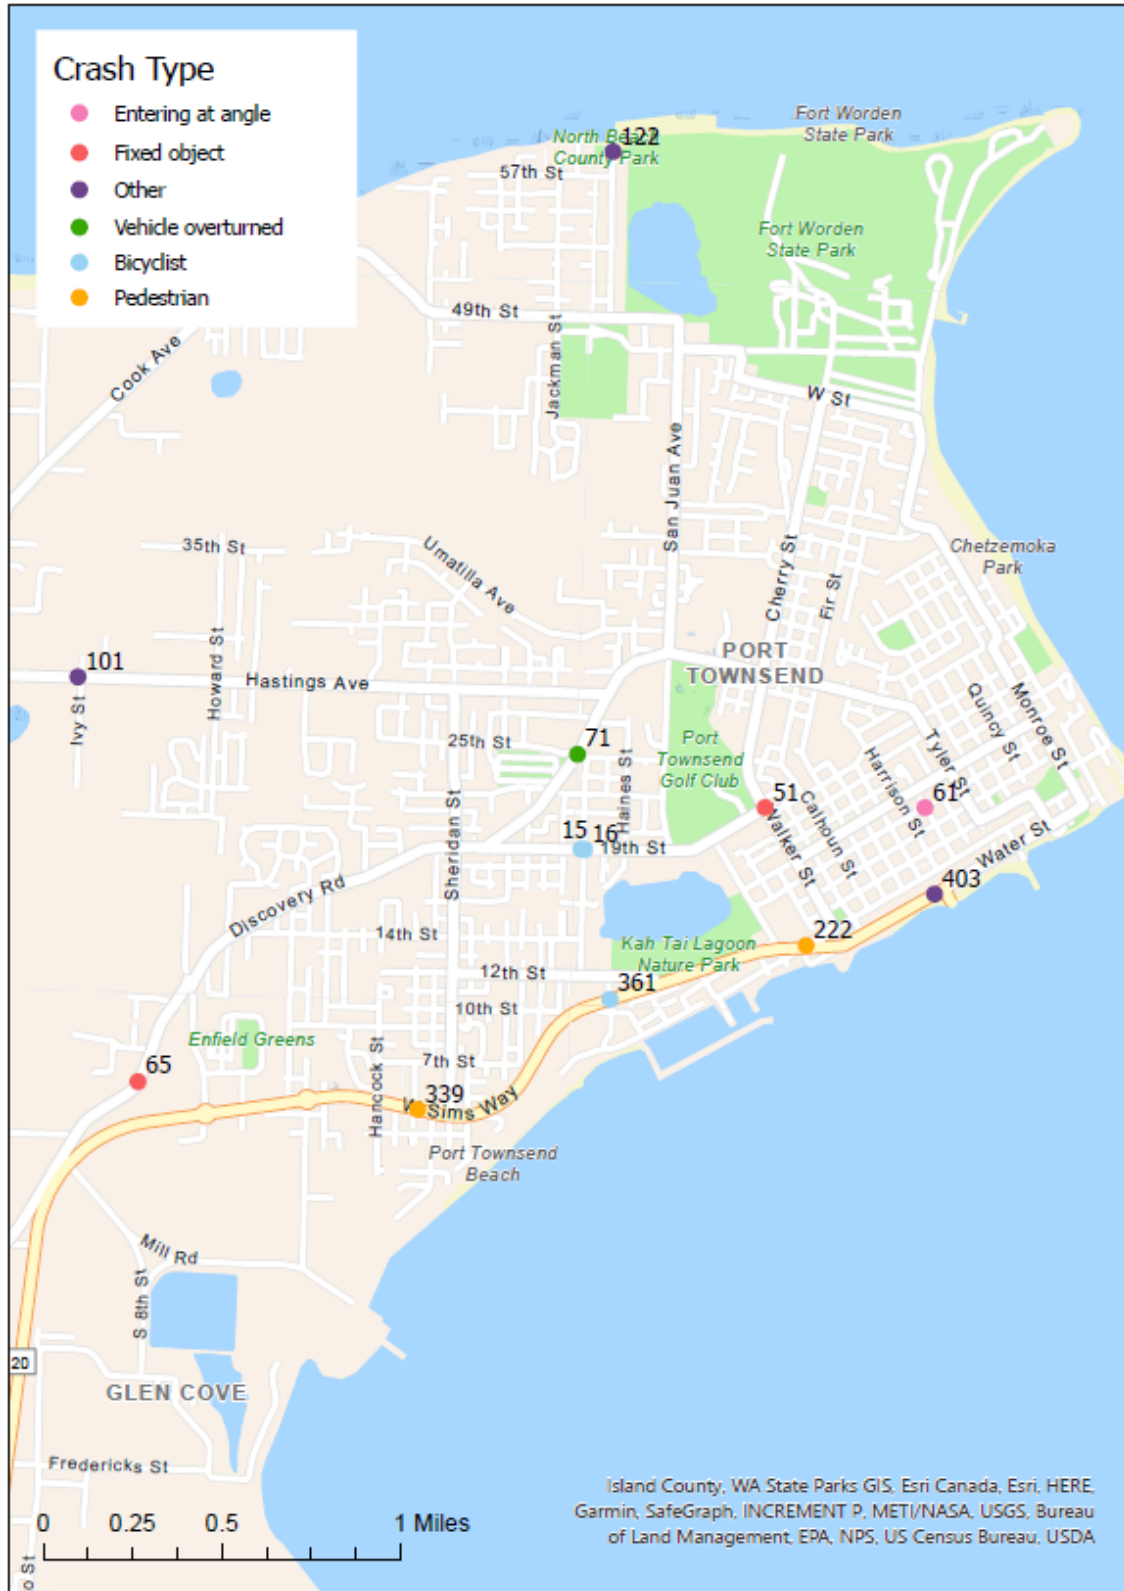 Crash Type
Entering at angle
Fixed object
Other
Vehicle overturned
Bicyclist
Pedestrian
Fort Worden
State Park
North Beach
County Park
122
57th St
Fort Worden
State Park
49th St
Cook Ave
Jackman St
W St
San Juan Ave
35th St
Umatilla Ave
Chetzemoka
Park
Cherry St
Fir St
PORT
TOWNSEND
101
Howard St
Hastings Ave
Ivy St
Quincy St
Monroe St
25th St
71
Port
Townsend
Golf Club
Tyler St
Harrison St
Haines St
51
61
Calhoun St
Walker St
15
16
19th St
Water St
Sheridan St
Discovery Rd
403
14th St
222
Kah Tai Lagoon
Nature Park
12th St
361
10th St
Enfield Greens
Hancock St
7th St
65
339
W Sims Way
Port Townsend
Beach
Mill Rd
S 8th St
20
GLEN COVE
Fredericks St
Island County, WA State Parks GIS, Esri Canada, Esri, HERE,
Garmin, SafeGraph, INCREMENT P, METI/NASA, USGS, Bureau
of Land Management, EPA, NPS, US Census Bureau, USDA
0 0.25 0.5 1 Miles
o St